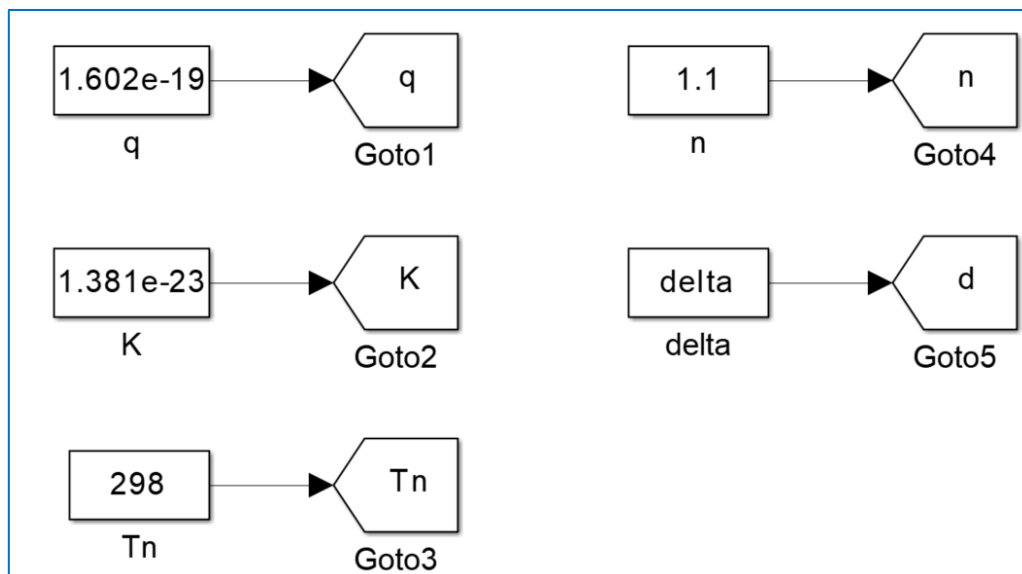 1.602e-19
q
q
Goto1
1.1
n
n
Goto4
1.381e-23
K
K
Goto2
delta
delta
d
Goto5
298
Tn
Tn
Goto3